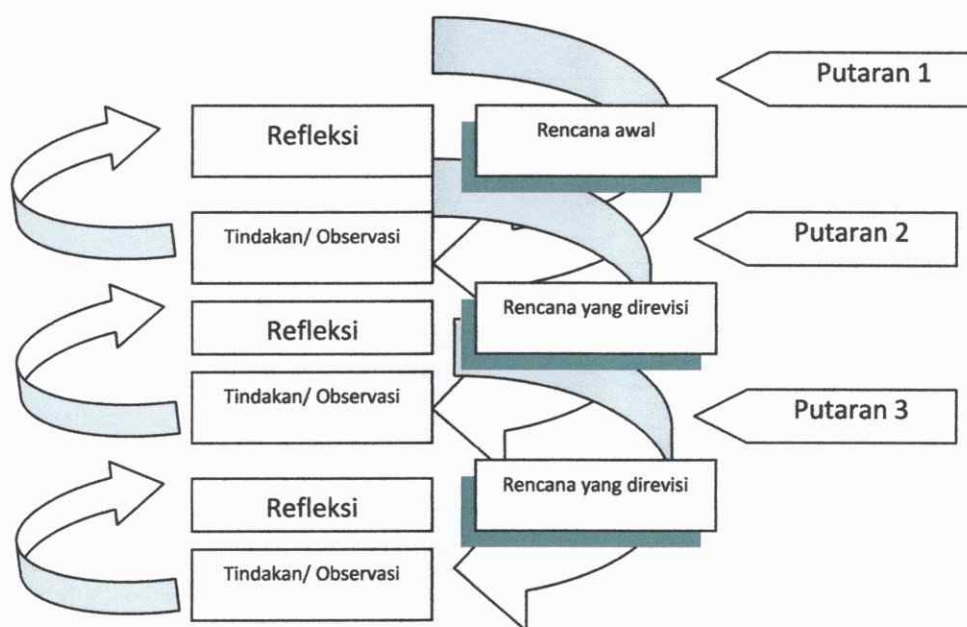 Putaran 1
Refleksi
Rencana awal
Tindakan/ Observasi
Putaran 2
Refleksi
Rencana yang direvisi
Tindakan/ Observasi
Putaran 3
Refleksi
Rencana yang direvisi
Tindakan/ Observasi